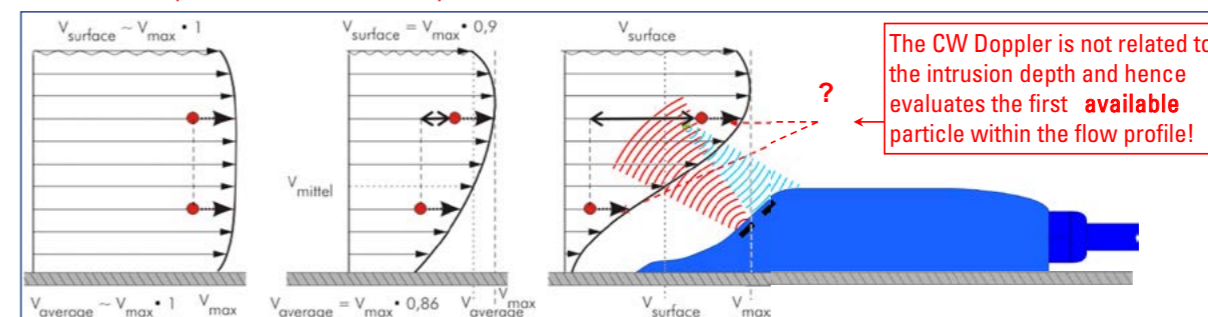 V surface ~ V max • 1
V surface = V max • 0,9
V surface
The CW Doppler is not related to
the intrusion depth and hence
evaluates the first available
particle within the flow profile!
?
V mittel
V average ~ V max • 1 V max
V average = V max • 0,86 V average V max
V surface V max